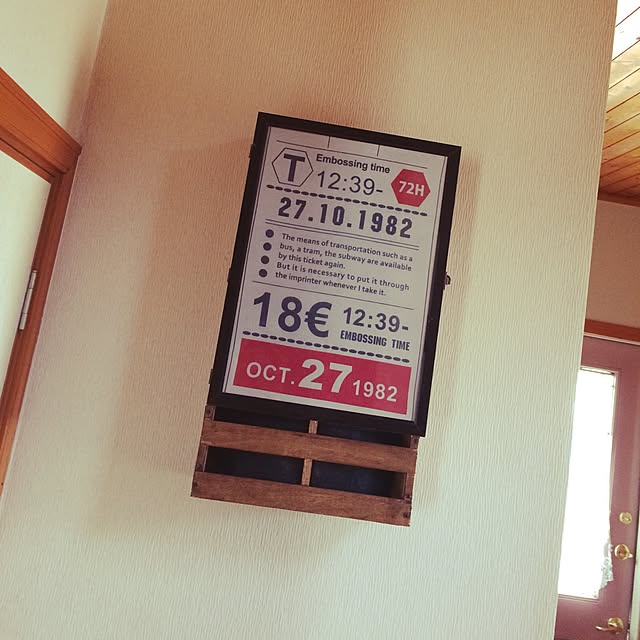 T
Embossing time
12:39-
72H
27.10.1982
The means of transportation such as a
bus, a tram, the subway are available
by this ticket again.
But it is necessary to put it through
the imprinter whenever I take it.
18€
12:39-
EMBOSSING TIME
OCT. 27 1982